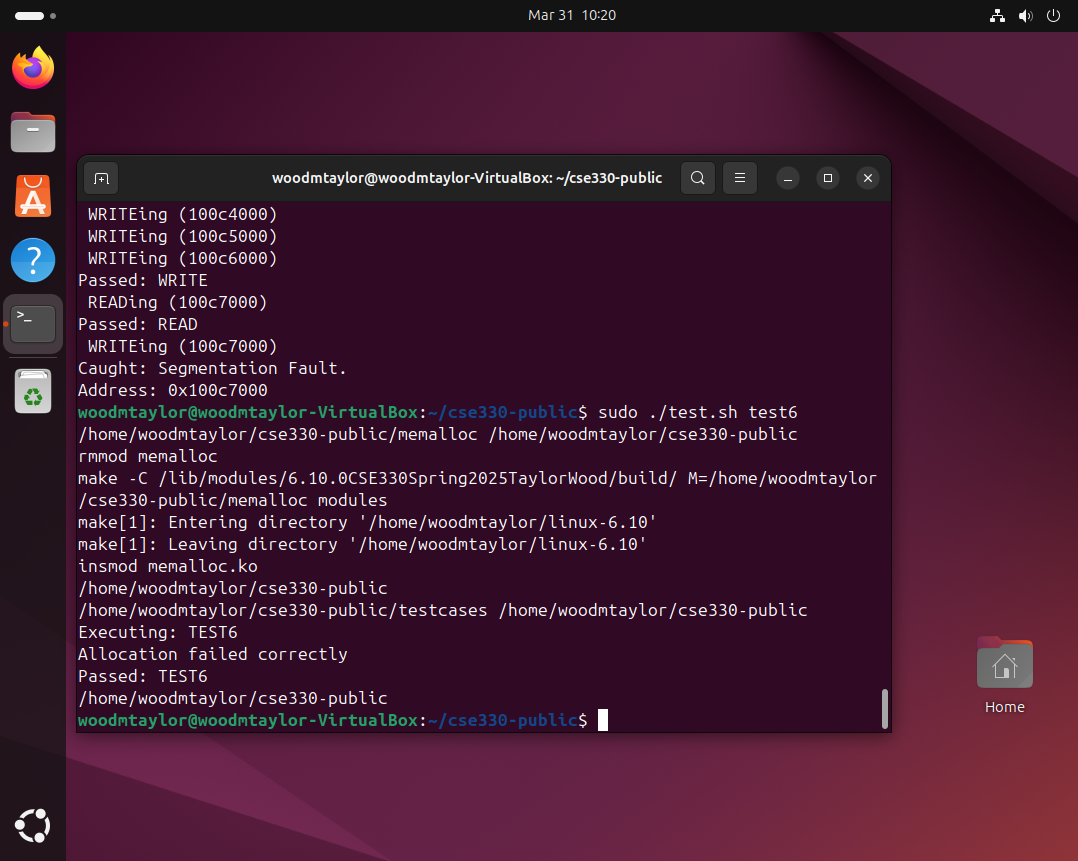 Mar 31 10:20
woodmtaylor@woodmtaylor-VirtualBox: ~/cse330-public
WRITEing (100c4000)
WRITEing (100c5000)
WRITEing (100c6000)
Passed: WRITE
READing (100c7000)
Passed: READ
WRITEing (100c7000)
Caught: Segmentation Fault.
Address: 0x100c7000
woodmtaylor@woodmtaylor-VirtualBox:~/cse330-public$ sudo ./test.sh test6
/home/woodmtaylor/cse330-public/memalloc /home/woodmtaylor/cse330-public
rmmod memalloc
make -C /lib/modules/6.10.0CSE330Spring2025TaylorWood/build/ M=/home/woodmtaylor
/cse330-public/memalloc modules
make[1]: Entering directory '/home/woodmtaylor/linux-6.10'
make[1]: Leaving directory '/home/woodmtaylor/linux-6.10'
insmod memalloc.ko
/home/woodmtaylor/cse330-public
/home/woodmtaylor/cse330-public/testcases /home/woodmtaylor/cse330-public
Executing: TEST6
Allocation failed correctly
Passed: TEST6
/home/woodmtaylor/cse330-public
woodmtaylor@woodmtaylor-VirtualBox:~/cse330-public$
Home